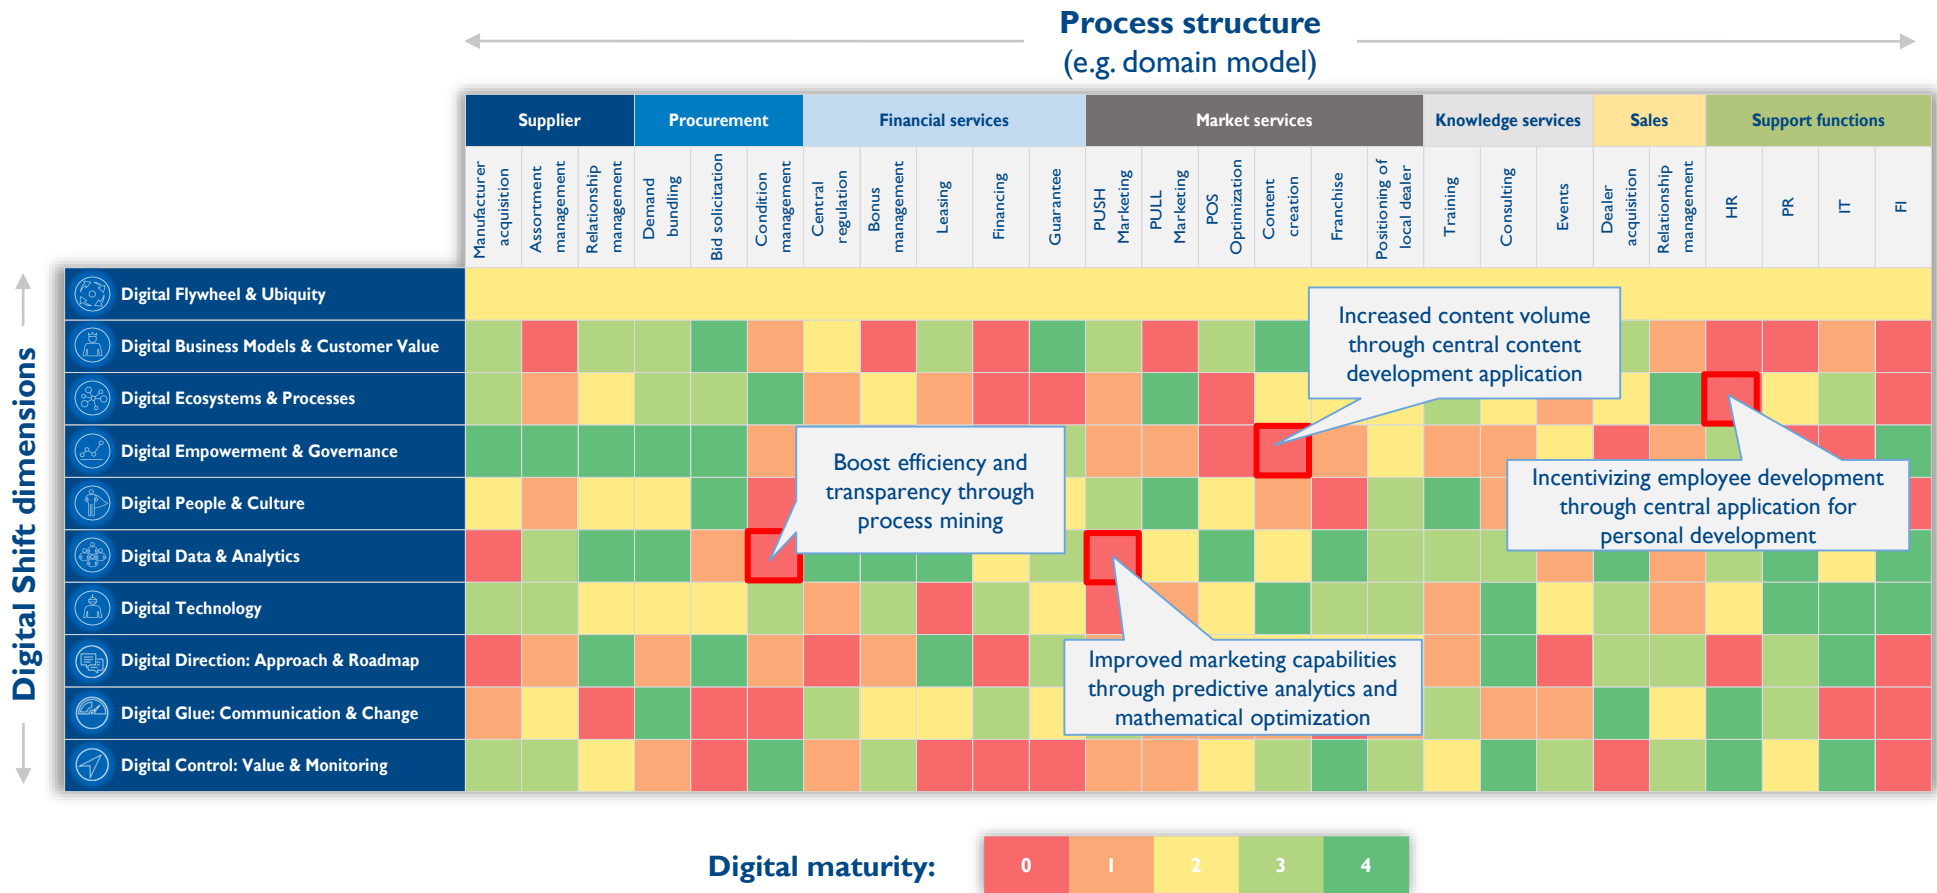 Process structure
(e.g. domain model)
Supplier
Procurement
Financial services
Market services
Knowledge services
Sales
Support functions
Manufacturer
acquisition
Assortment
management
Relationship
management
Demand
bundling
Bid solicitation
Condition
management
Central
regulation
Bonus
management
Leasing
Financing
Guarantee
PUSH
Marketing
PULL
Marketing
POS
Optimization
Content
creation
Franchise
Positioning of
local dealer
Training
Consulting
Events
Dealer
acquisition
Relationship
management
HR
PR
IT
FI
Digital Shift dimensions
Digital Flywheel & Ubiquity
Digital Business Models & Customer Value
Digital Ecosystems & Processes
Digital Empowerment & Governance
Digital People & Culture
Digital Data & Analytics
Digital Technology
Digital Direction: Approach & Roadmap
Digital Glue: Communication & Change
Digital Control: Value & Monitoring
Increased content volume
through central content
development application
Boost efficiency and
transparency through
process mining
Incentivizing employee development
through central application for
personal development
Improved marketing capabilities
through predictive analytics and
mathematical optimization
Digital maturity:
0
1
2
3
4